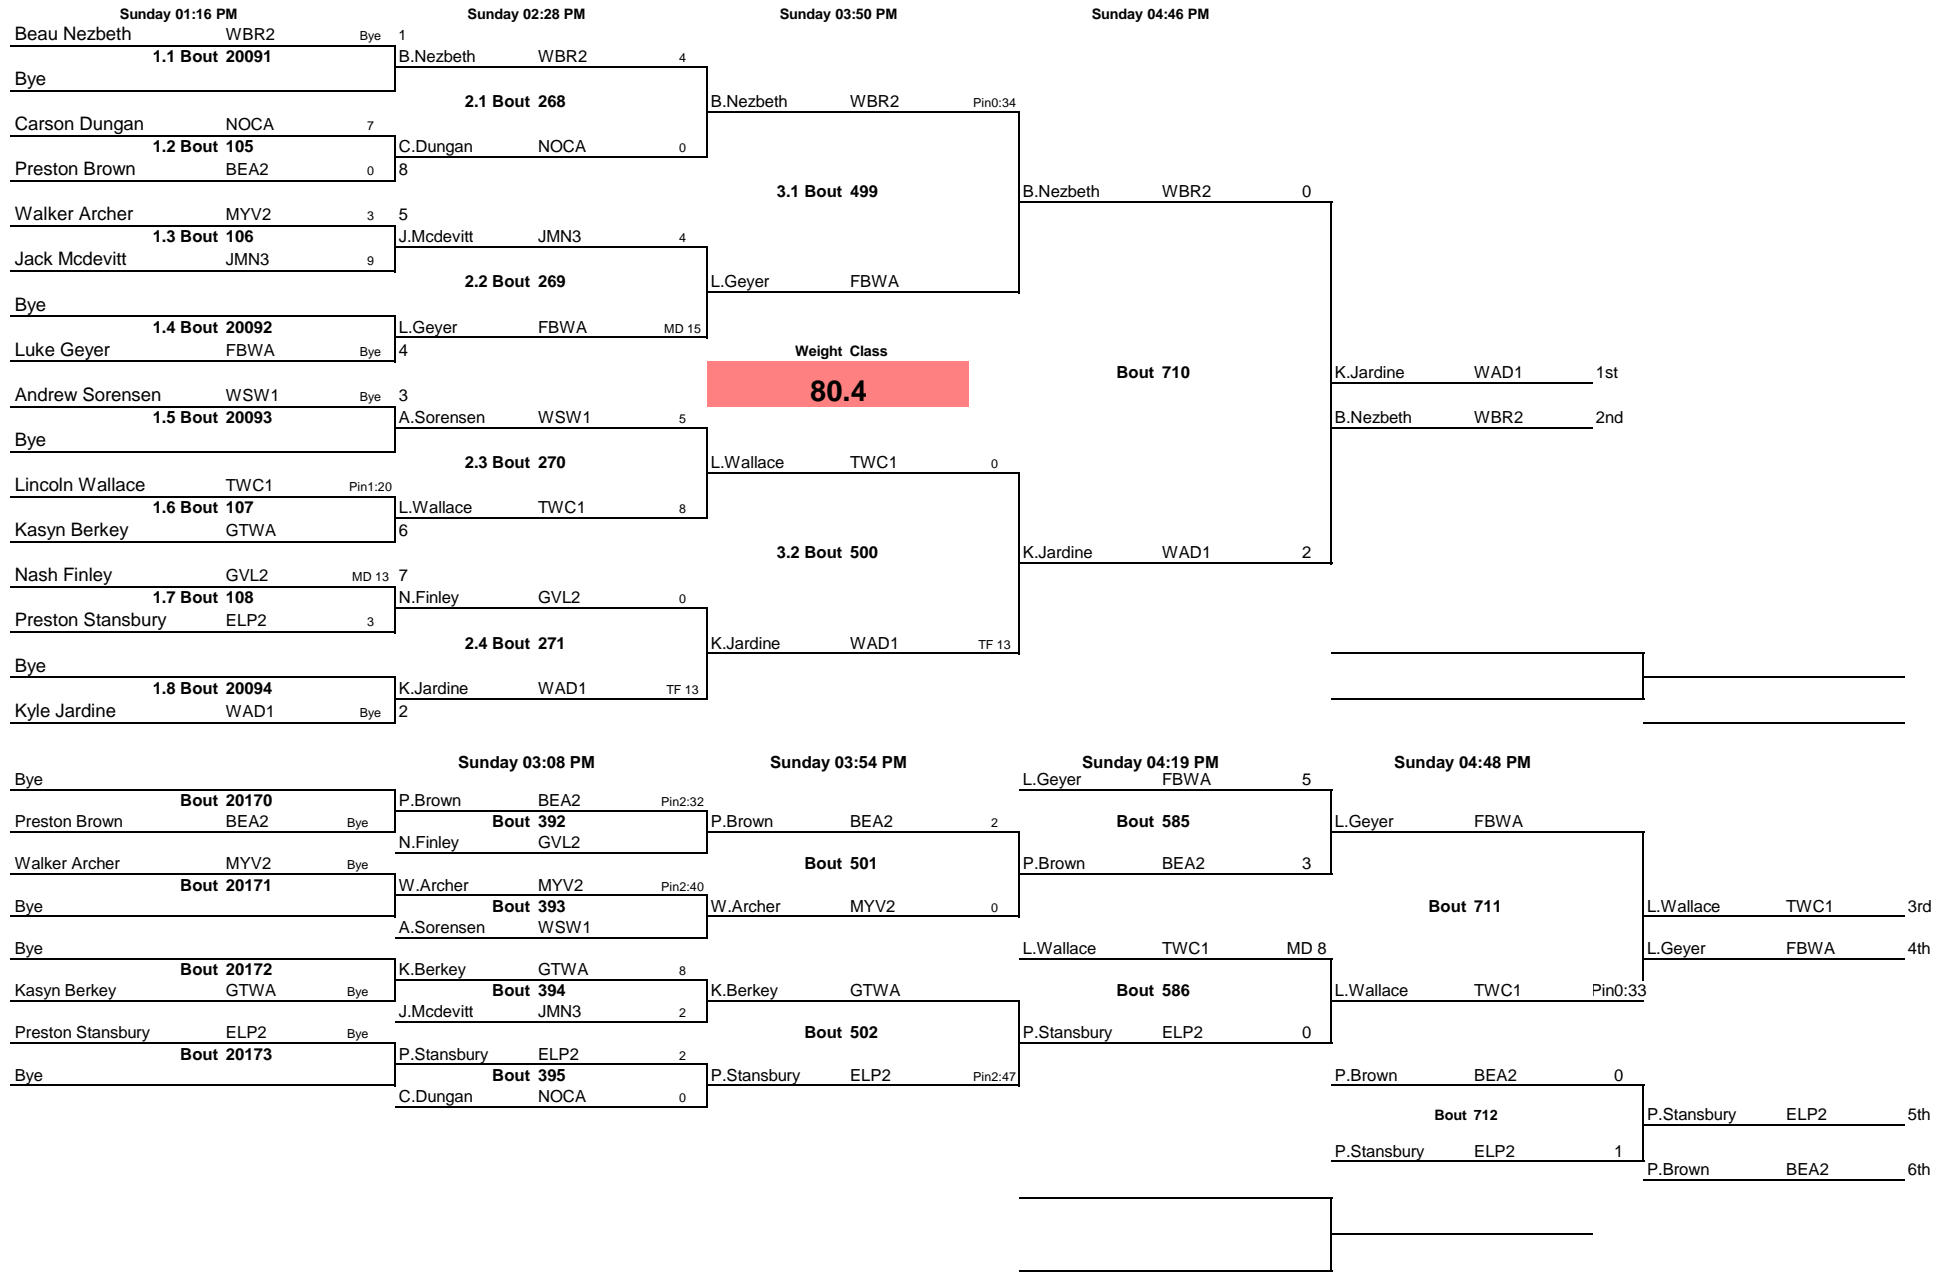 Sunday 01:16 PM Sunday 02:28 PM Sunday 03:50 PM Sunday 04:46 PM
Beau Nezbeth WBR2 Bye 1
1.1 Bout 20091 B.Nezbeth WBR2 4
Bye
2.1 Bout 268 B.Nezbeth WBR2 Pin0:34
Carson Dungan NOCA 7
1.2 Bout 105 C.Dungan NOCA 0
Preston Brown BEA2 0 8
3.1 Bout 499 B.Nezbeth WBR2 0
Walker Archer MYV2 3 5
1.3 Bout 106 J.Mcdevitt JMN3 4
Jack Mcdevitt JMN3 9
2.2 Bout 269 L.Geyer FBWA
Bye
1.4 Bout 20092 L.Geyer FBWA MD 15
Luke Geyer FBWA Bye 4 Weight Class
Bout 710 K.Jardine WAD1 1st
Andrew Sorensen WSW1 Bye 3 80.4
1.5 Bout 20093 A.Sorensen WSW1 5 B.Nezbeth WBR2 2nd
Bye
2.3 Bout 270 L.Wallace TWC1 0
Lincoln Wallace TWC1 Pin1:20
1.6 Bout 107 L.Wallace TWC1 8
Kasyn Berkey GTWA 6
3.2 Bout 500 K.Jardine WAD1 2
Nash Finley GVL2 MD 13 7
1.7 Bout 108 N.Finley GVL2 0
Preston Stansbury ELP2 3
2.4 Bout 271 K.Jardine WAD1 TF 13
Bye
1.8 Bout 20094 K.Jardine WAD1 TF 13
Kyle Jardine WAD1 Bye 2
Sunday 03:08 PM Sunday 03:54 PM Sunday 04:19 PM Sunday 04:48 PM
Bye L.Geyer FBWA 5
Bout 20170 P.Brown BEA2 Pin2:32
Preston Brown BEA2 Bye Bout 392 P.Brown BEA2 2 Bout 585 L.Geyer FBWA
N.Finley GVL2
Walker Archer MYV2 Bye Bout 501 P.Brown BEA2 3
Bout 20171 W.Archer MYV2 Pin2:40
Bye Bout 393 W.Archer MYV2 0 Bout 711 L.Wallace TWC1 3rd
A.Sorensen WSW1
Bye L.Wallace TWC1 MD 8 L.Geyer FBWA 4th
Bout 20172 K.Berkey GTWA 8
Kasyn Berkey GTWA Bye Bout 394 K.Berkey GTWA Bout 586 L.Wallace TWC1 Pin0:33
J.Mcdevitt JMN3 2
Preston Stansbury ELP2 Bye Bout 502 P.Stansbury ELP2 0
Bout 20173 P.Stansbury ELP2 2
Bye Bout 395 P.Stansbury ELP2 Pin2:47 P.Brown BEA2 0
C.Dungan NOCA 0
Bout 712 P.Stansbury ELP2 5th
P.Stansbury ELP2 1
P.Brown BEA2 6th